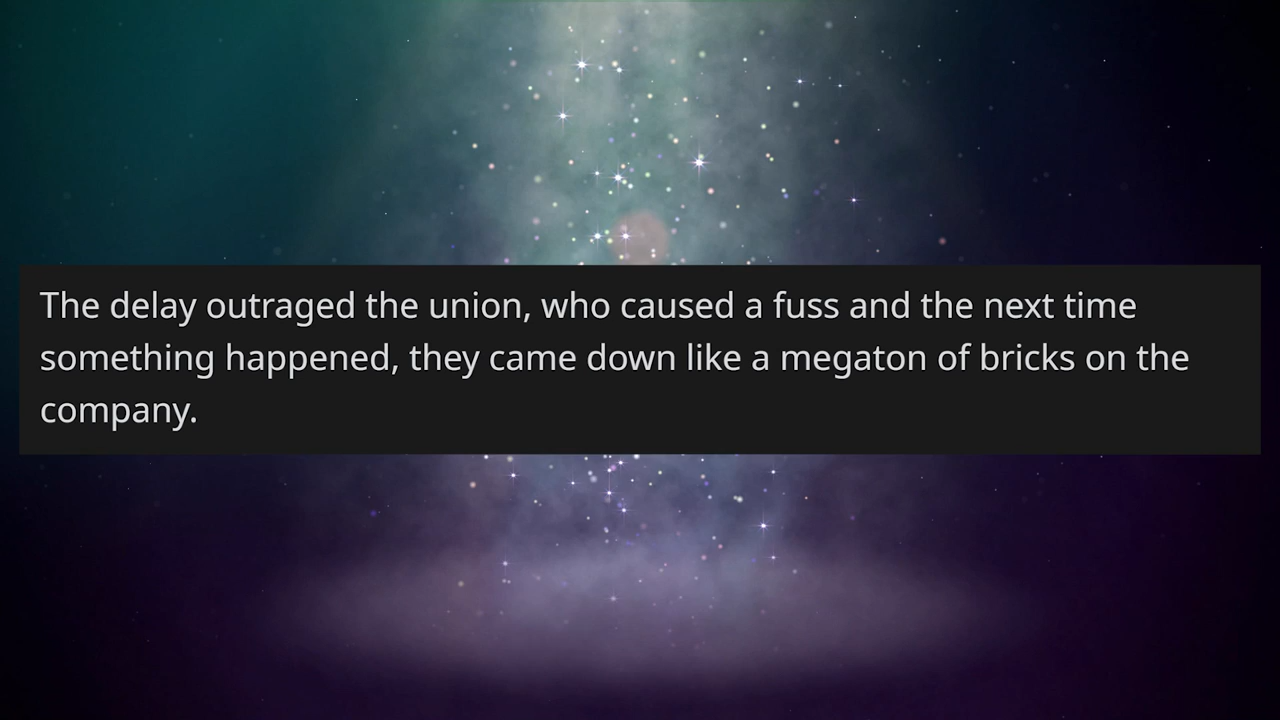 The delay outraged the union, who caused a fuss and the next time
something happened, they came down like a megaton of bricks on the
company.